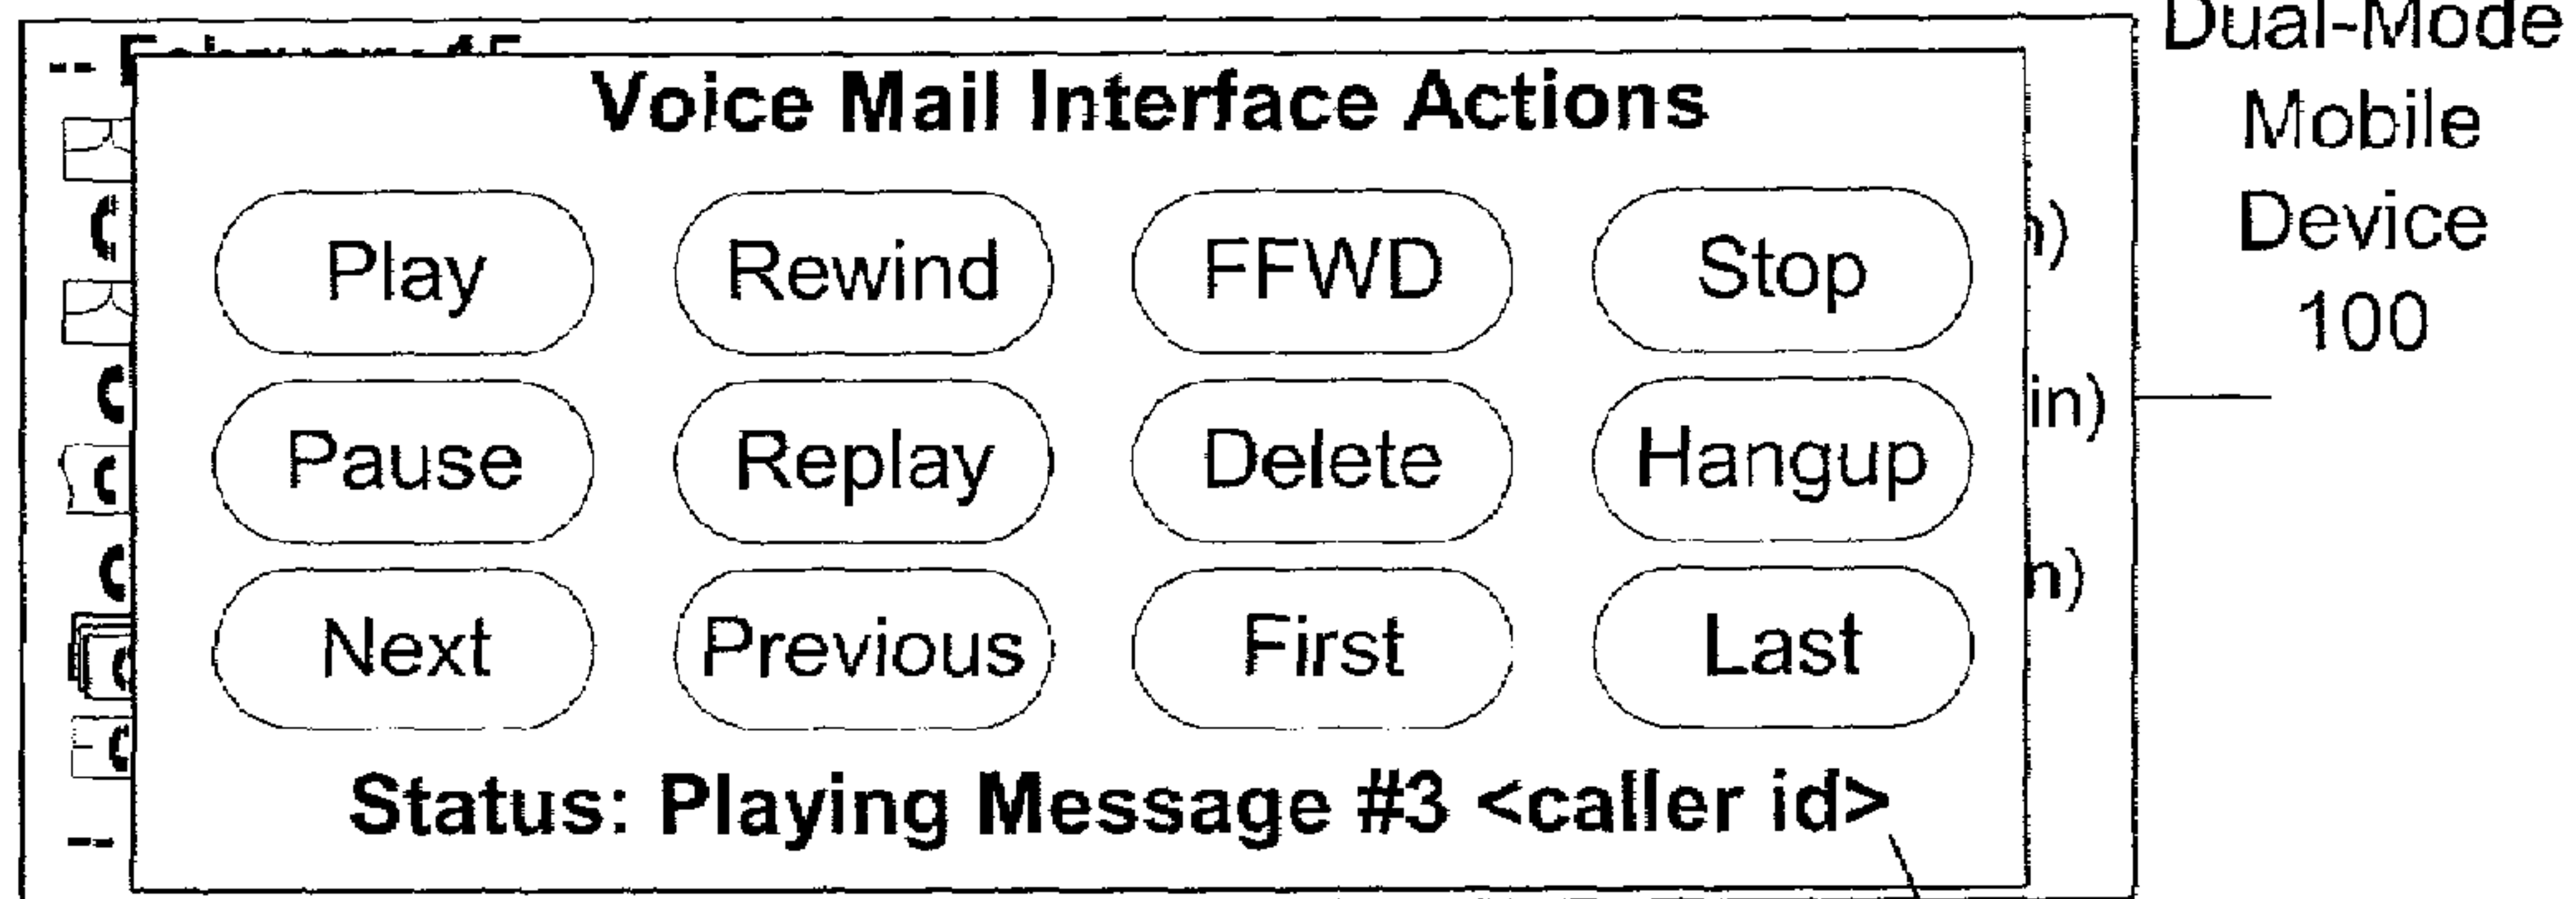 Dual-Mode
Mobile
Device
100
Voice Mail Interface Actions
Play Rewind FFWD Stop
Pause Replay Delete Hangup
Next Previous First Last
Status: Playing Message #3 <caller id>
in)
n)